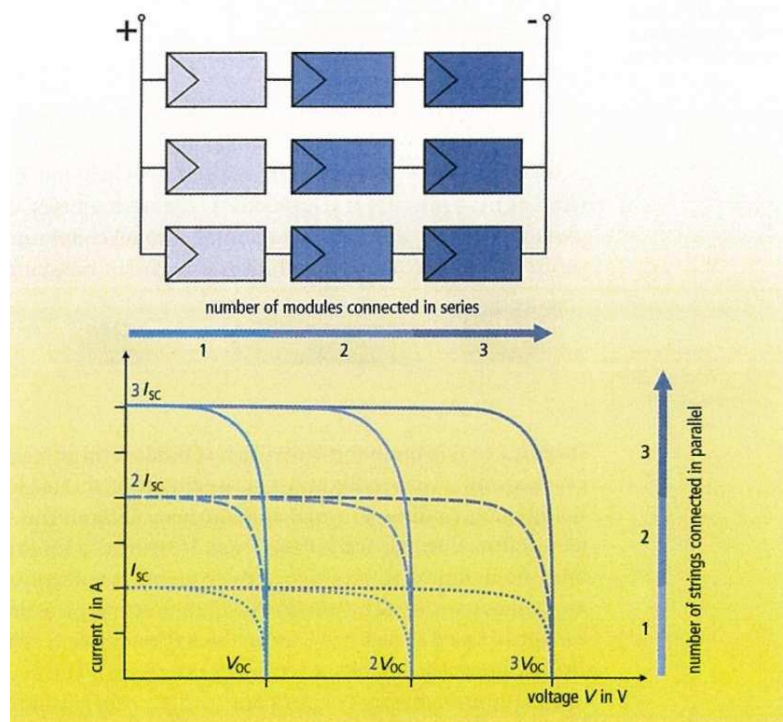 + -
number of modules connected in series
1 2 3
3 I_SC
2 I_SC
I_SC
current I in A
V_OC 2V_OC 3V_OC
voltage V in V
3
2
1
number of strings connected in parallel